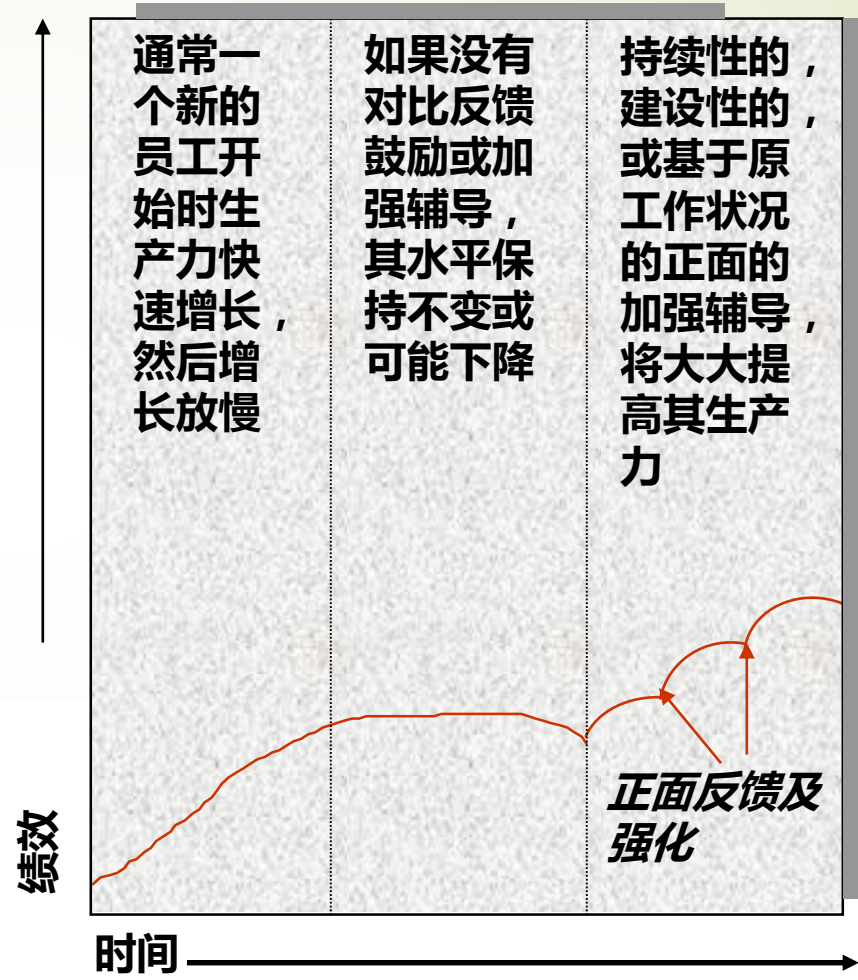 通常一
个新的
员工开
始时生
产力快
速增长，
然后增
长放慢
如果没有
对比反馈
鼓励或加
强辅导，
其水平保
持不变或
可能下降
持续性的，
建设性的，
或基于原
工作状况
的正面的
加强辅导，
将大大提
高其生产
力
正面反馈及
强化
绩效
时间